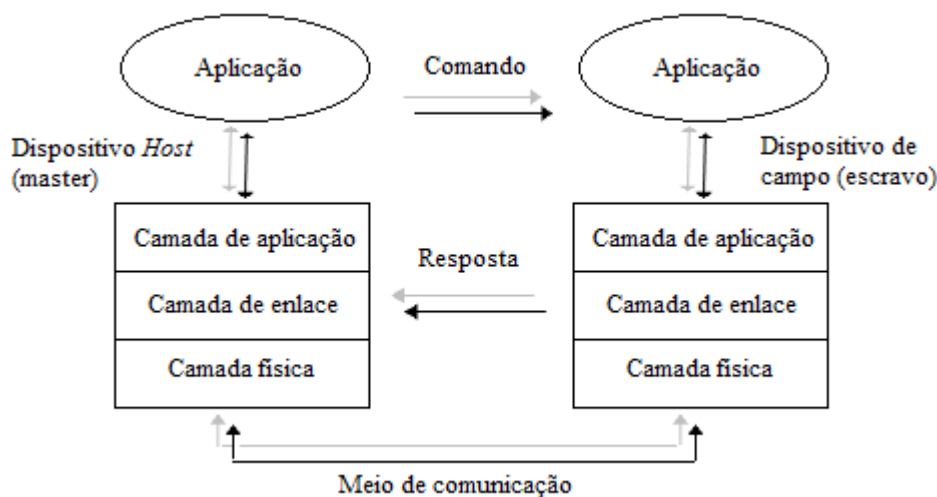 Aplicação
Comando
Aplicação
Dispositivo Host
(master)
Dispositivo de
campo (escravo)
Camada de aplicação
Camada de enlace
Camada física
Resposta
Camada de aplicação
Camada de enlace
Camada física
Meio de comunicação